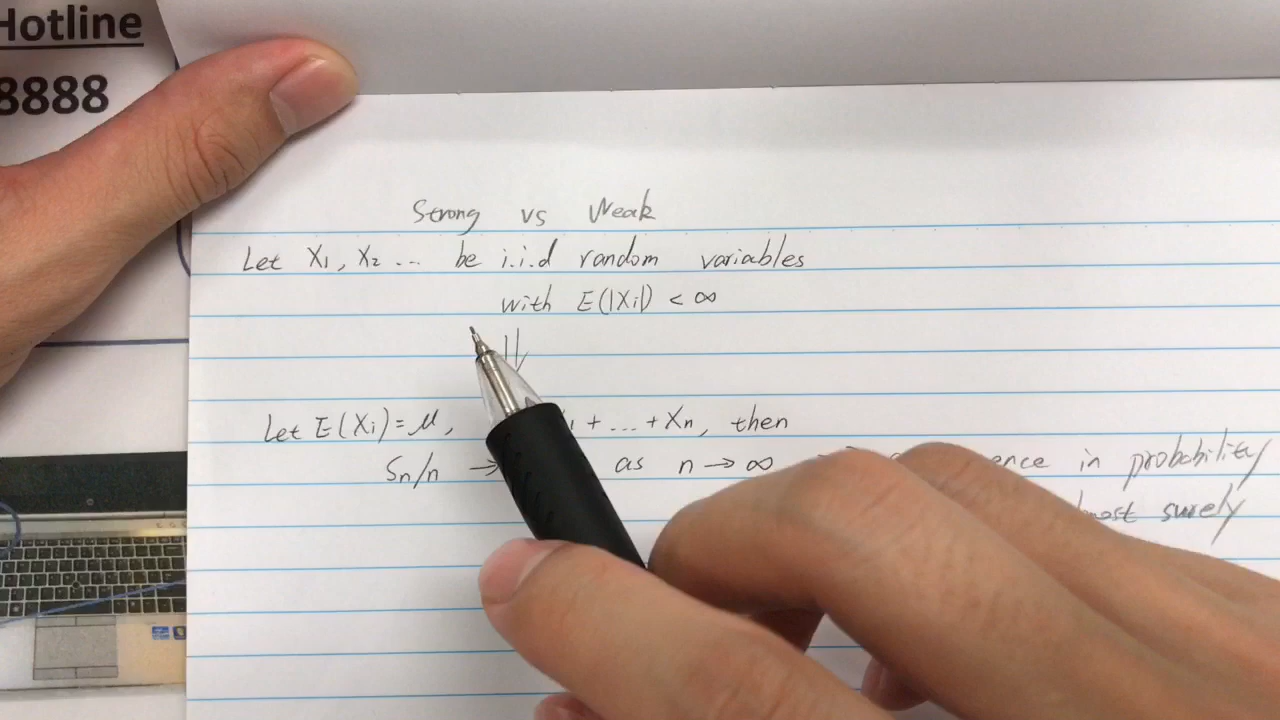 Hotline
8888
Strong vs Weak
Let X1, X2 ... be i.i.d random variables
with E(|Xi|) < ∞
⇓
Let E(Xi)=μ, + ... + Xn, then
Sn/n → as n → ∞ in probability
surely